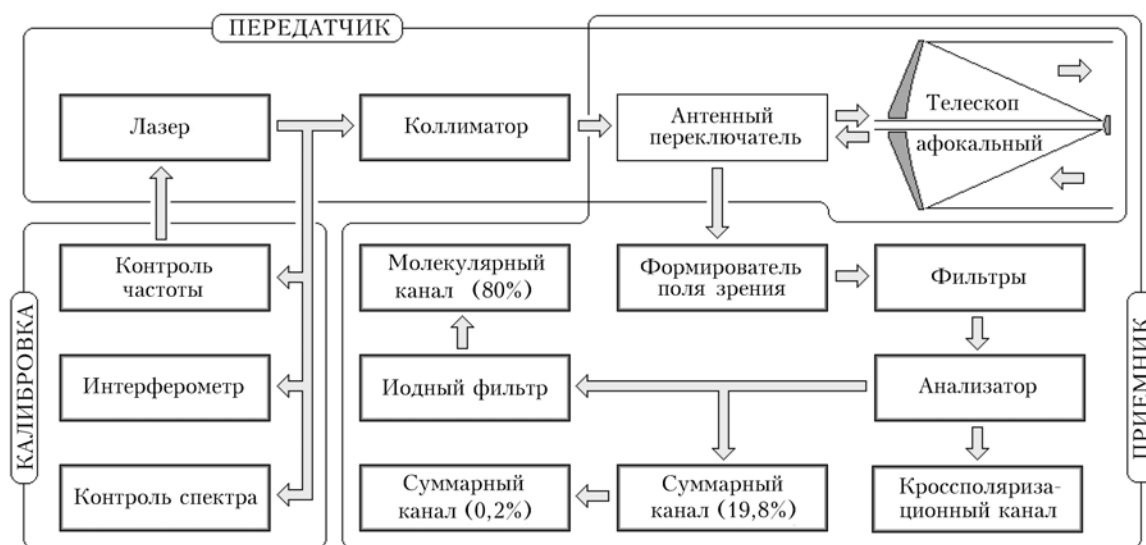 ПЕРЕДАТЧИК
Лазер
Коллиматор
Антенный
переключатель
Телескоп
афокальный
КАЛИБРОВКА
Контроль
частоты
Молекулярный
канал (80%)
Формирователь
поля зрения
Фильтры
ПРИЕМНИК
Интерферометр
Иодный фильтр
Анализатор
Контроль спектра
Суммарный
канал (0,2%)
Суммарный
канал (19,8%)
Кроссполяриза-
ционный канал